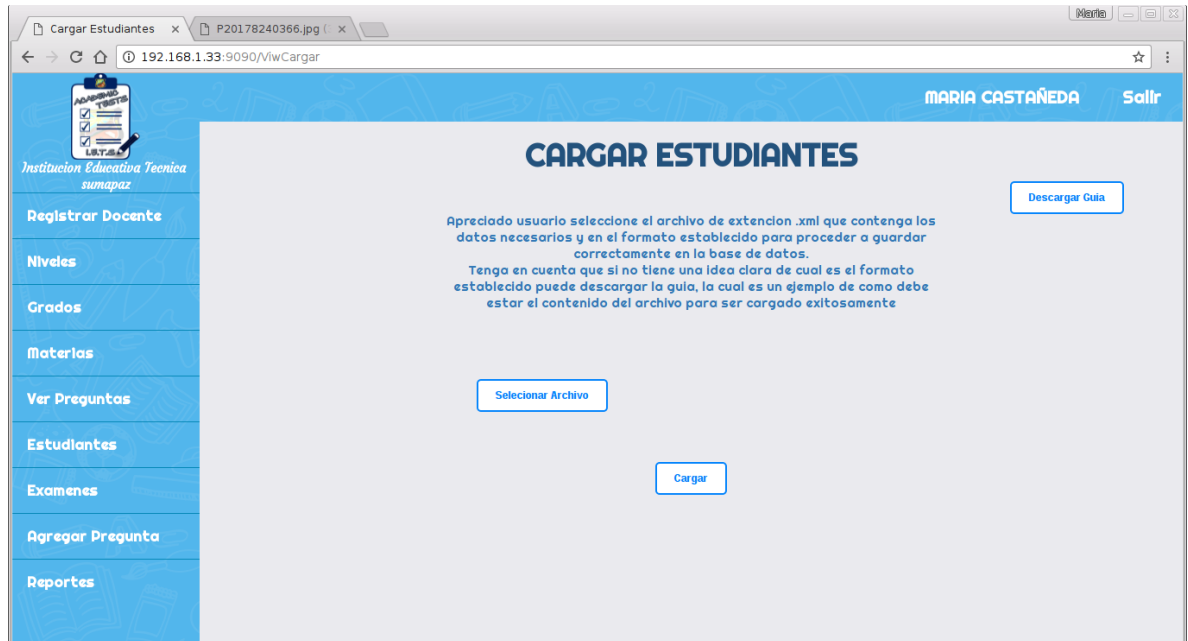 Maria
Cargar Estudiantes
P20178240366.jpg (
192.168.1.33:9090/ViwCargar
ACADEMIC
TESTS
I.E.T.S.
Institucion Educativa Tecnica
sumapaz
MARIA CASTAÑEDA
Salir
CARGAR ESTUDIANTES
Descargar Guia
Apreciado usuario seleccione el archivo de extencion .xml que contenga los
datos necesarios y en el formato establecido para proceder a guardar
correctamente en la base de datos.
Tenga en cuenta que si no tiene una idea clara de cual es el formato
establecido puede descargar la guia, la cual es un ejemplo de como debe
estar el contenido del archivo para ser cargado exitosamente
Selecionar Archivo
Cargar
Registrar Docente
Niveles
Grados
Materias
Ver Preguntas
Estudiantes
Examenes
Agregar Pregunta
Reportes